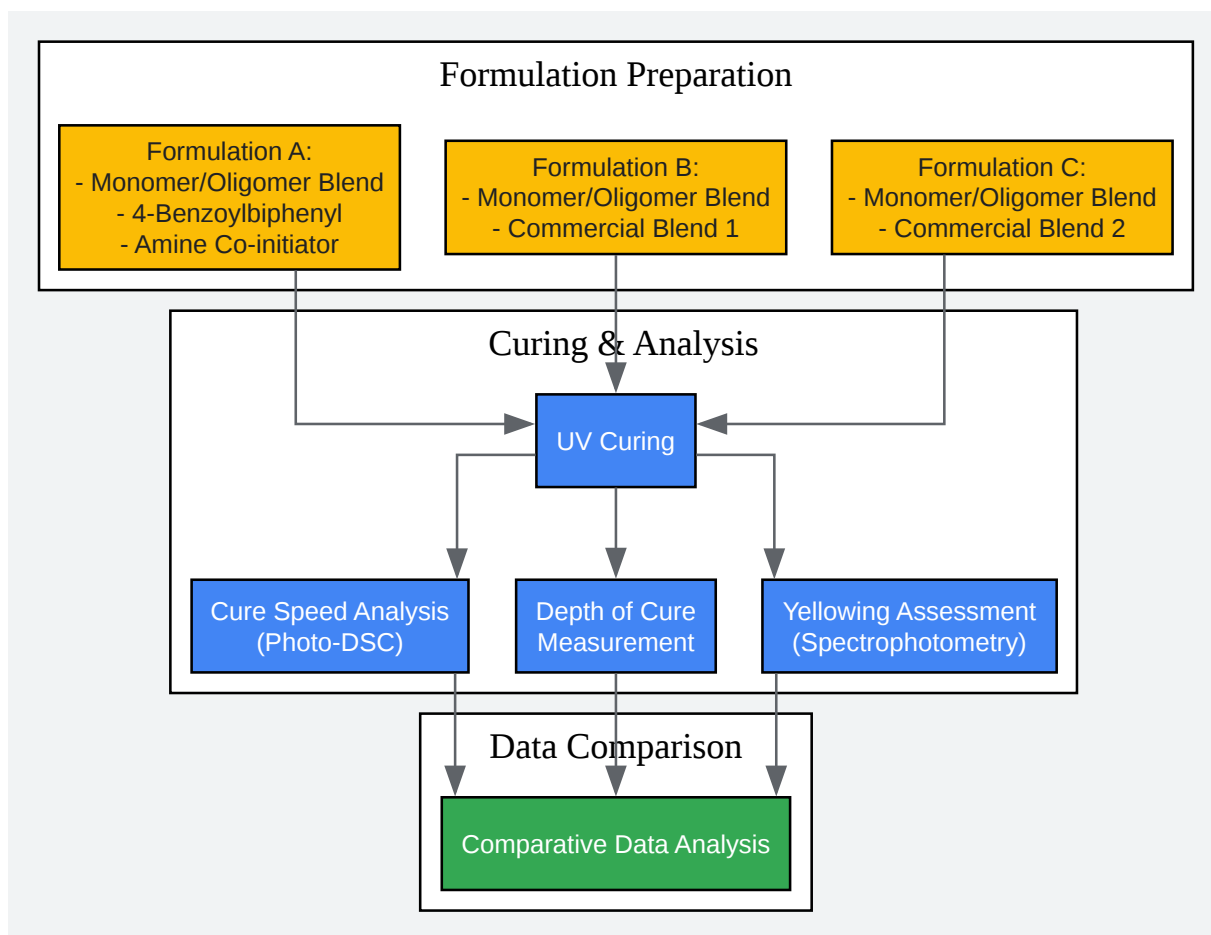 Formulation Preparation
Formulation A:
- Monomer/Oligomer Blend
- 4-Benzoylbiphenyl
- Amine Co-initiator
Formulation B:
- Monomer/Oligomer Blend
- Commercial Blend 1
Formulation C:
- Monomer/Oligomer Blend
- Commercial Blend 2
Curing & Analysis
UV Curing
Cure Speed Analysis
(Photo-DSC)
Depth of Cure
Measurement
Yellowing Assessment
(Spectrophotometry)
Data Comparison
Comparative Data Analysis